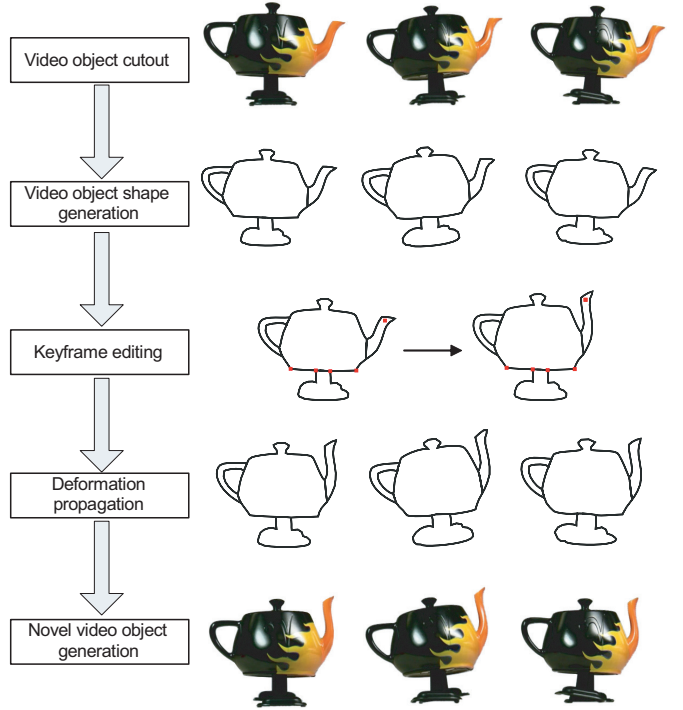 Video object cutout
Video object shape
generation
Keyframe editing
Deformation
propagation
Novel video object
generation